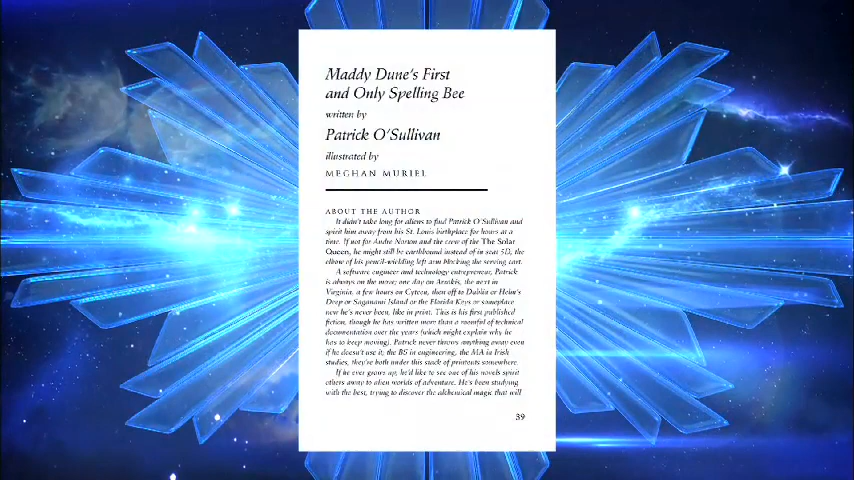 Maddy Dune's First
and Only Spelling Bee
written by
Patrick O'Sullivan
illustrated by
MEGHAN MURIEL
ABOUT THE AUTHOR
It didn't take long for aliens to find Patrick O'Sullivan and
spirit him away from his St. Louis birthplace for hours at a
time. If not for Andre Norton and the crew of the The Solar
Queen, he might still be earthbound instead of in seat 5D, the
elbow of his pencil-wielding left arm blocking the serving cart.
A software engineer and technology entrepreneur, Patrick
is always on the move; one day on Arrakis, the next in
Virginia, a few hours on Cyteen, then off to Dublin or Helm's
Deep or Saganami Island or the Florida Keys or someplace
new he's never been, like in print. This is his first published
fiction, though he has written more than a roomful of technical
documentation over the years (which might explain why he
has to keep moving). Patrick never throws anything away even
if he doesn't use it; the BS in engineering, the MA in Irish
studies, they're both under this stack of printouts somewhere.
If he ever grows up, he'd like to see one of his novels spirit
others away to alien worlds of adventure. He's been studying
with the best, trying to discover the alchemical magic that will
39